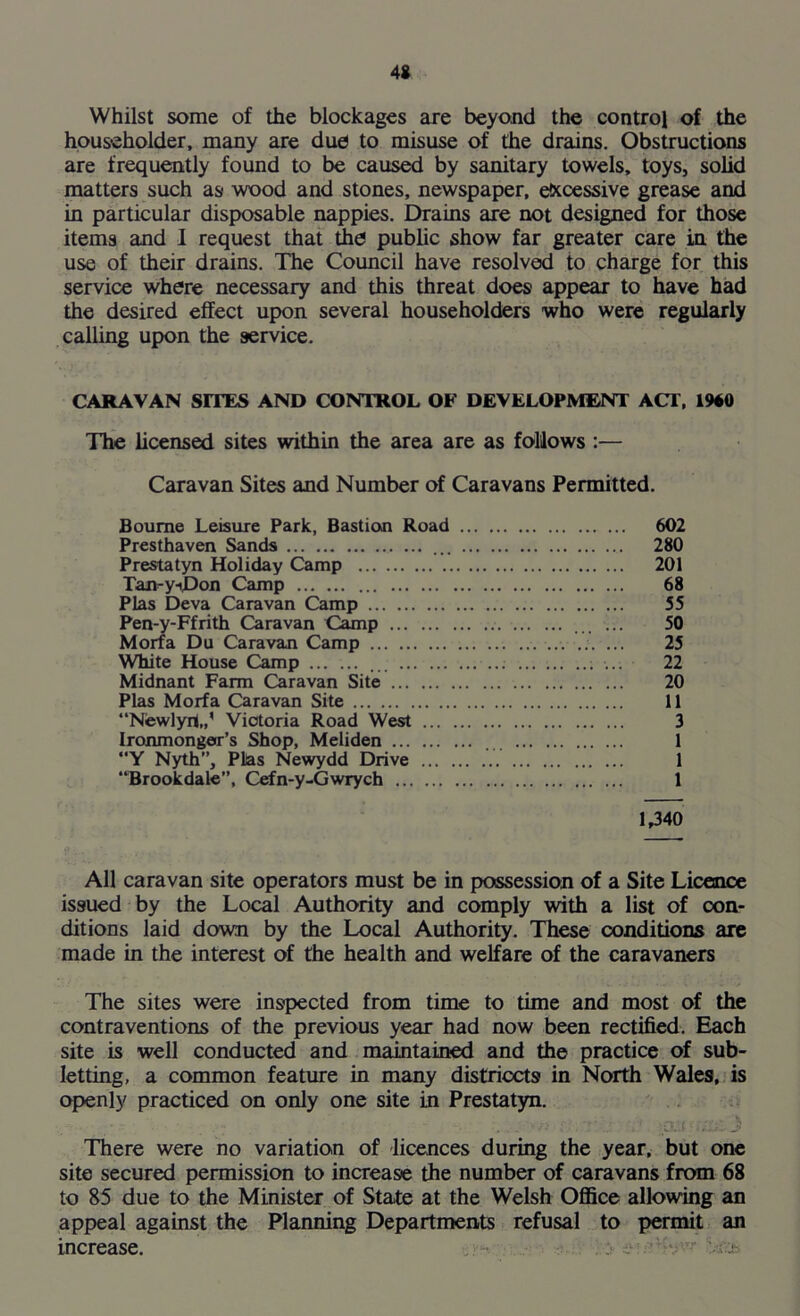 48
Whilst some of the blockages are beyond the control of the
householder, many are due to misuse of the drains. Obstructions
are frequently found to be caused by sanitary towels, toys, solid
matters such as wood and stones, newspaper, excessive grease and
in particular disposable nappies. Drains are not designed for those
items and I request that the public show far greater care in the
use of their drains. The Council have resolved to charge for this
service where necessary and this threat does appear to have had
the desired effect upon several householders who were regularly
calling upon the service.
CARAVAN SITES AND CONTROL OF DEVELOPMENT ACT, 1960
The licensed sites within the area are as follows :—
Caravan Sites and Number of Caravans Permitted.
Bourne Leisure Park, Bastion Road ... ... ... ... ... ... 602
Presthaven Sands ... ... ... ... ... ... ... ... ... ... ... 280
Prestatyn Holiday Camp ... ... ... ... ... ... ... ... ... 201
Tan-y-Don Camp ... ... ... ... ... ... ... ... ... ... ... 68
Plas Deva Caravan Camp ... ... ... ... ... ... ... ... ... 55
Pen-y-Ffrith Caravan Camp ... ... ... ... ... ... ... ... 50
Morfa Du Caravan Camp ... ... ... ... ... ... ... ... ... 25
White House Camp ... ... ... ... ... ... ... ... ... ... ... 22
Midnant Farm Caravan Site ... ... ... ... ... ... ... ... 20
Plas Morfa Caravan Site ... ... ... ... ... ... ... ... ... 11
"Newlyn,,' Victoria Road West ... ... ... ... ... ... ... 3
Ironmonger's Shop, Meliden ... ... ... ... ... ... ... ... 1
"Y Nyth", Plas Newydd Drive ... ... ... ... ... ... ... 1
"Brookdale", Cefn-y-Gwrych ... ... ... ... ... ... ... ... 1
1,340
All caravan site operators must be in possession of a Site Licence
issued by the Local Authority and comply with a list of con-
ditions laid down by the Local Authority. These conditions are
made in the interest of the health and welfare of the caravaners
The sites were inspected from time to time and most of the
contraventions of the previous year had now been rectified. Each
site is well conducted and maintained and the practice of sub-
letting, a common feature in many districcts in North Wales, is
openly practiced on only one site in Prestatyn.
There were no variation of licences during the year, but one
site secured permission to increase the number of caravans from 68
to 85 due to the Minister of State at the Welsh Office allowing an
appeal against the Planning Departments refusal to permit an
increase.